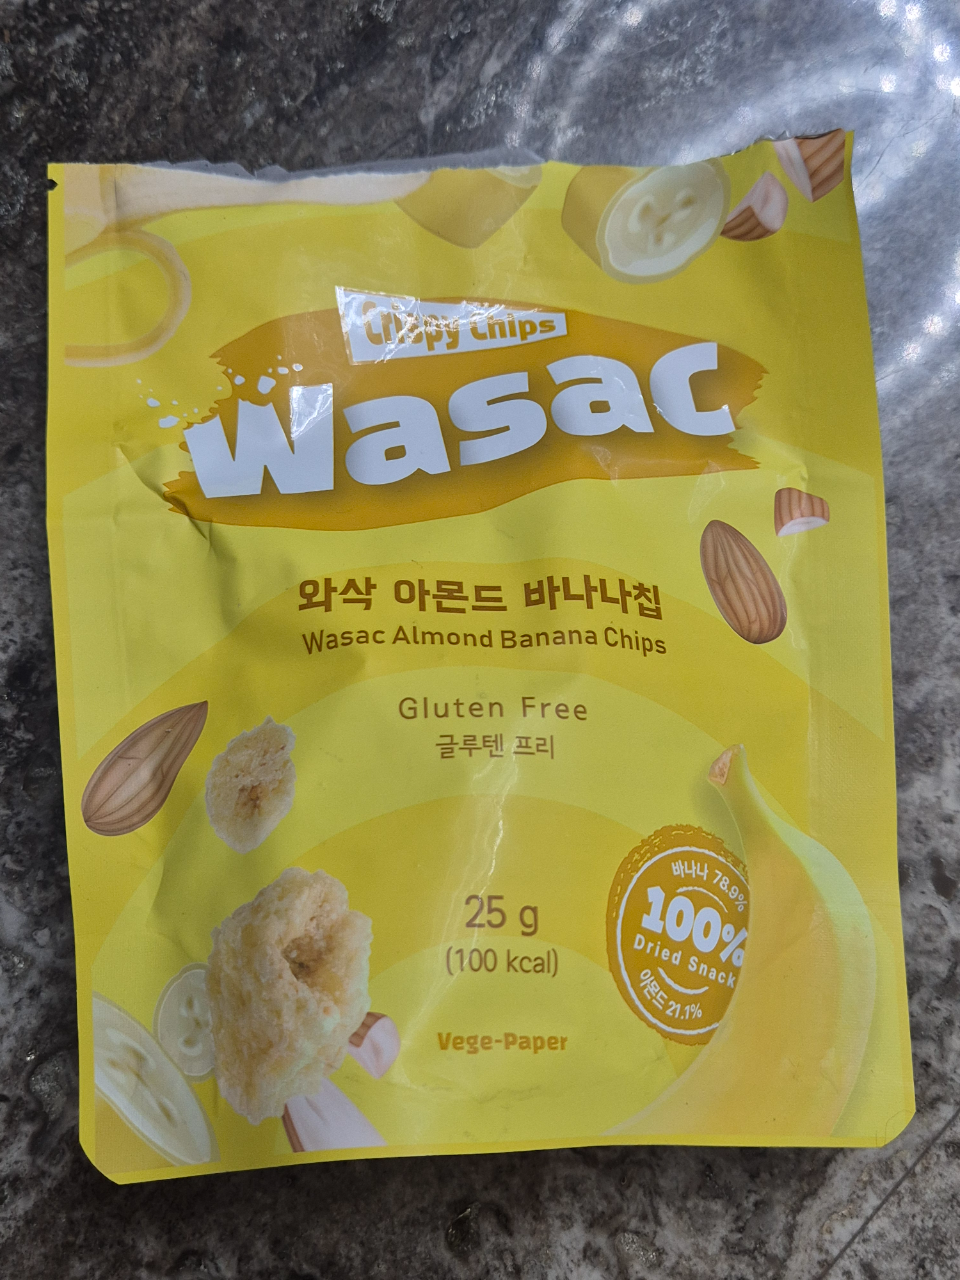 Crispy Chips
Wasac
와삭 아몬드 바나나칩
Wasac Almond Banana Chips
Gluten Free
글루텐 프리
바나나 78.9%
100%
Dried Snack
아몬드 21.1%
25 g
(100 kcal)
Vege-Paper